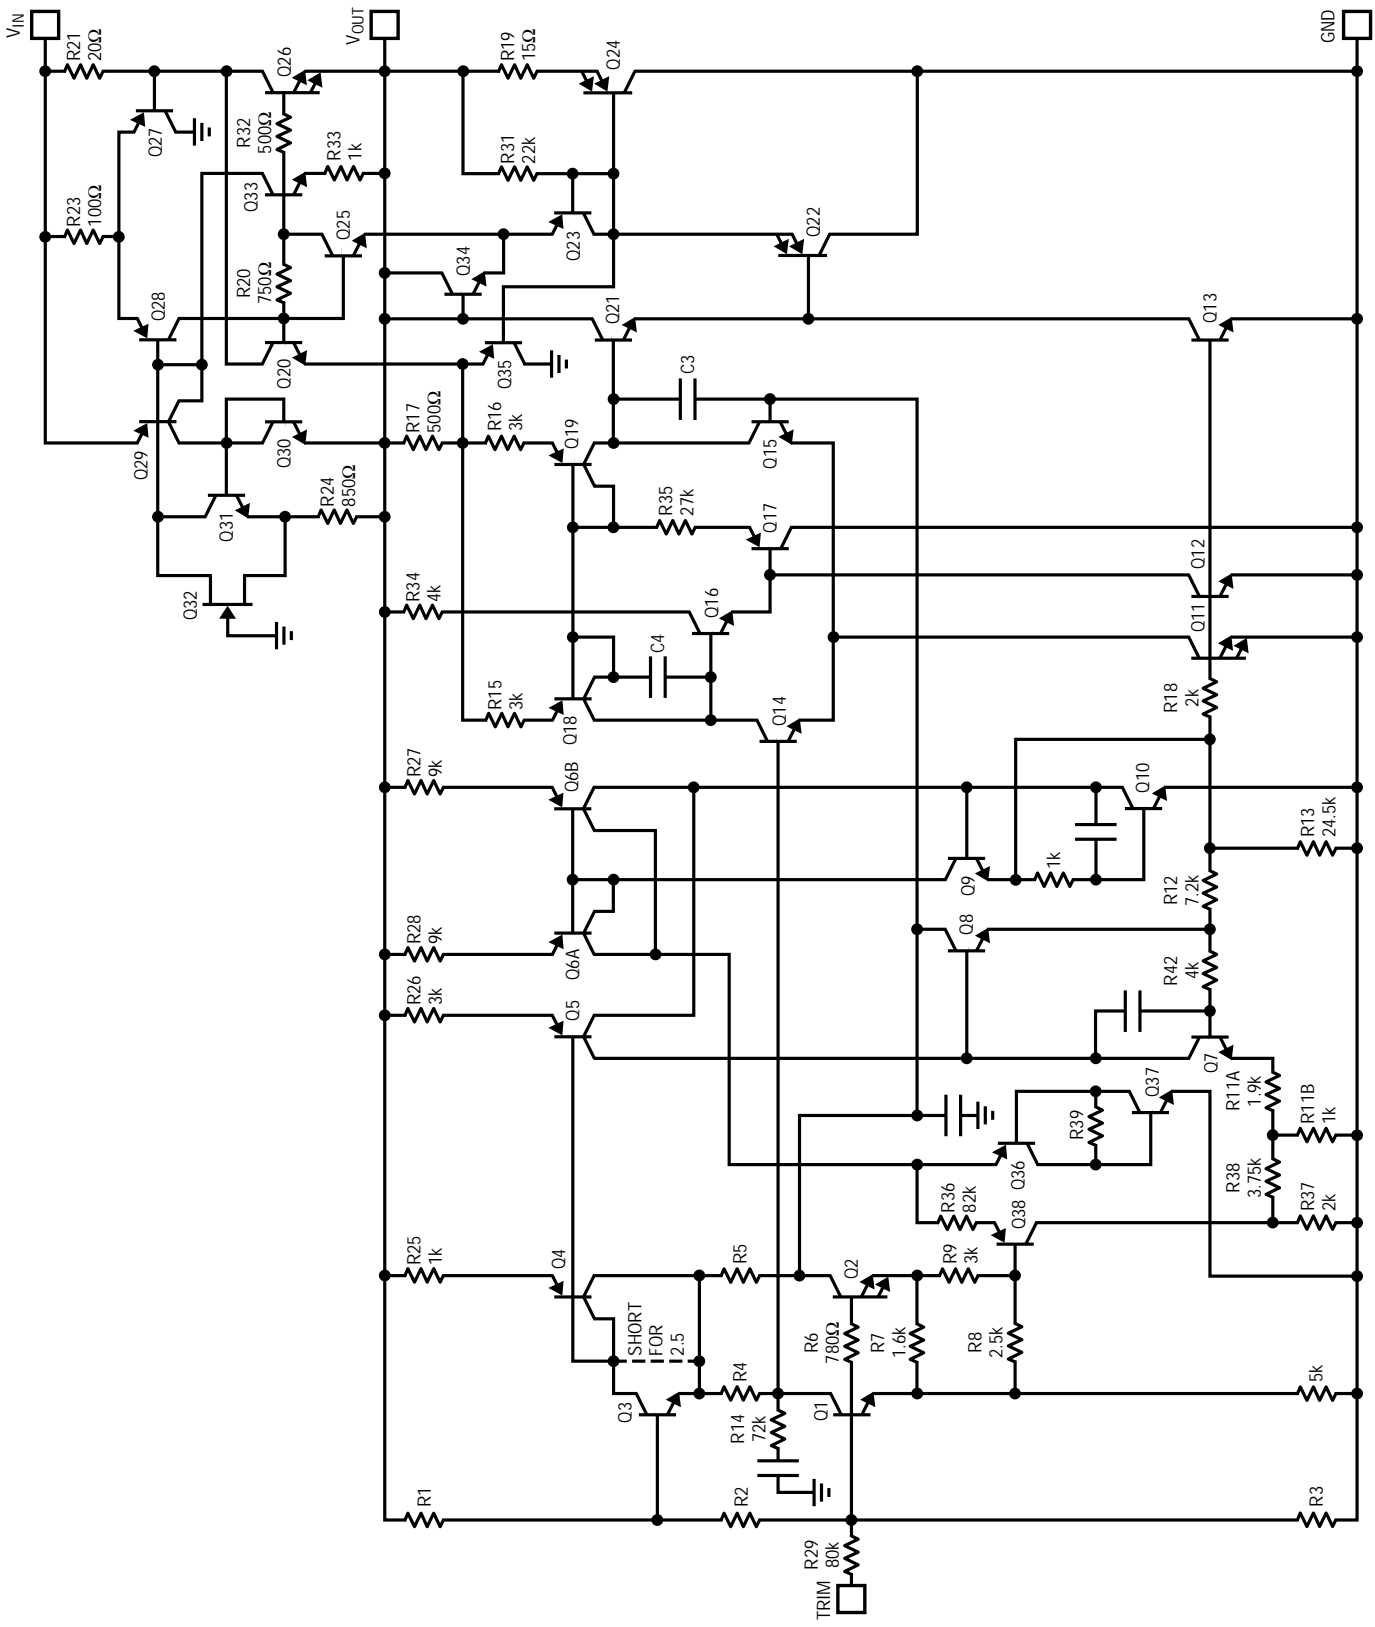 VIN
R21
20Ω
Q26
VOUT
R19
15Ω
Q24
GND
Q27
R32
500Ω
R33
1k
R31
22k
R23
100Ω
Q33
Q25
Q34
Q23
Q22
R20
750Ω
Q28
Q21
Q13
Q20
Q35
C3
Q29
Q30
R17
500Ω
R16
3k
Q19
Q15
Q31
R24
850Ω
R35
27k
Q17
Q12
Q32
R34
4k
Q16
Q11
C4
R15
3k
Q18
Q14
R18
2k
R27
9k
Q6B
Q10
R13
24.5k
Q9
1k
R12
7.2k
R28
9k
Q6A
Q8
R42
4k
R26
3k
Q5
Q7
R11A
1.9k
R11B
1k
Q37
R39
Q36
R38
3.75k
R37
2k
R36
82k
Q38
R25
1k
Q4
R5
Q2
R9
3k
SHORT
FOR
2.5
R6
780Ω
R7
1.6k
R8
2.5k
5k
Q3
R4
R14
72k
Q1
R1
R2
R3
R29
80k
TRIM